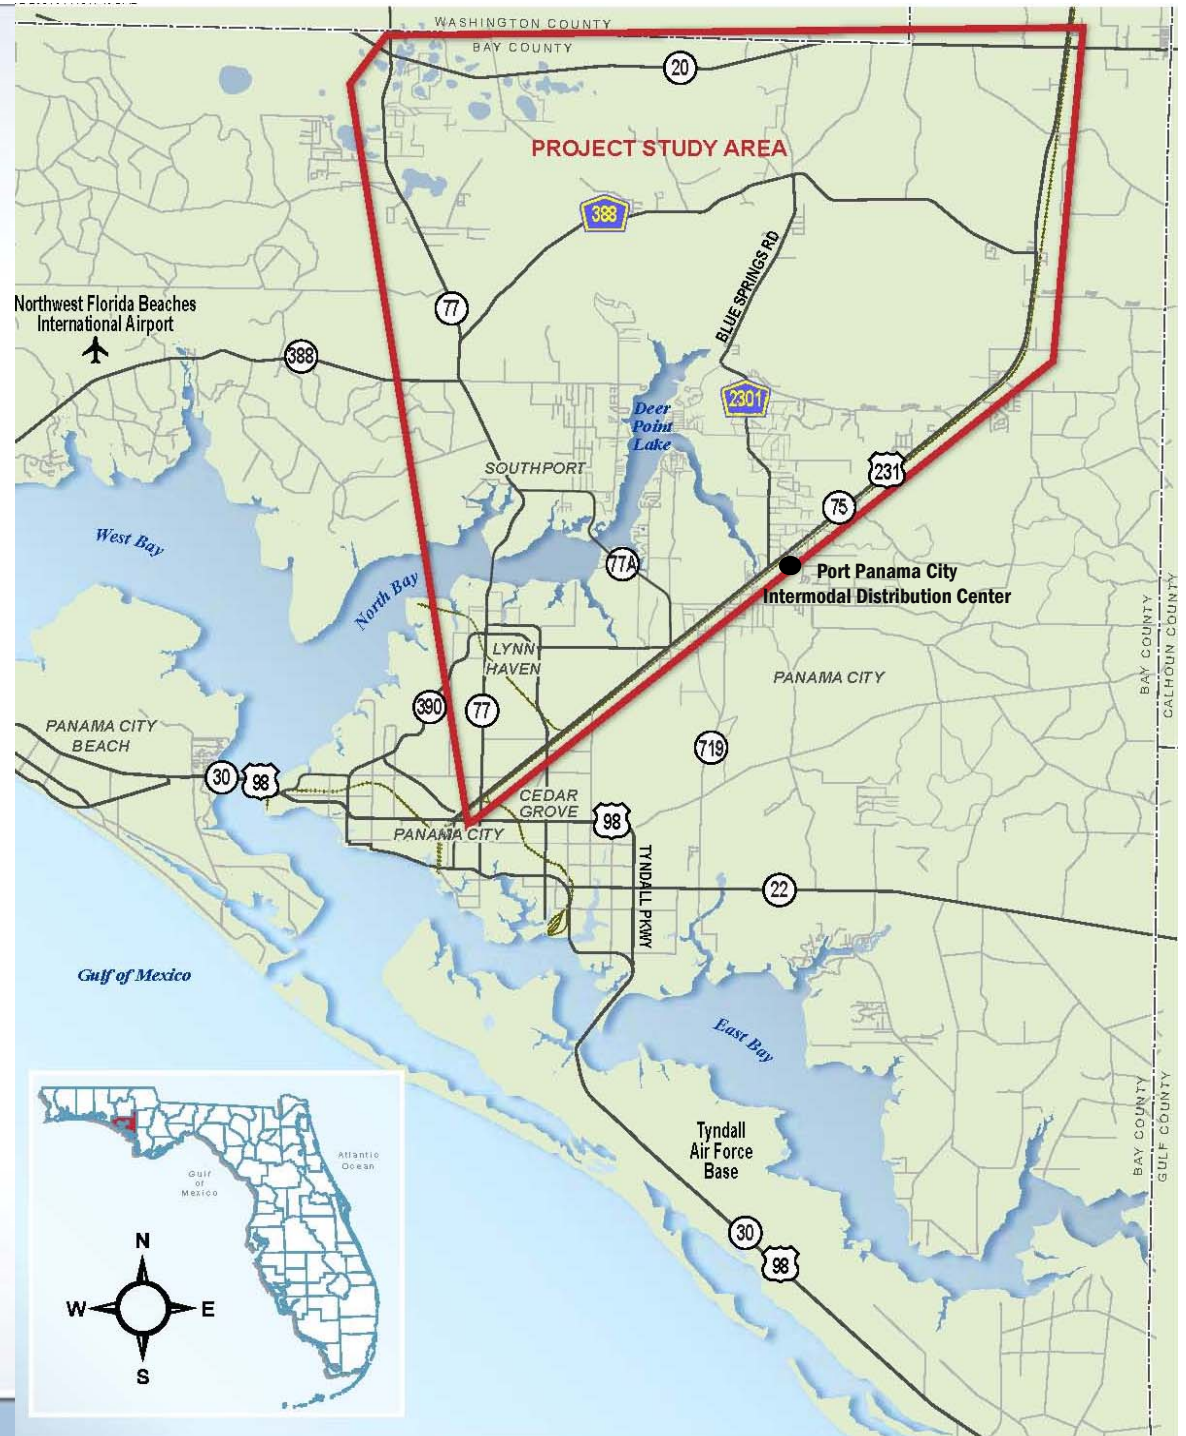 WASHINGTON COUNTY
BAY COUNTY
20
PROJECT STUDY AREA
388
BLUE SPRINGS RD
77
Northwest Florida Beaches
International Airport
388
2301
Deer
Point
Lake
SOUTHPORT
231
75
West Bay
77A
Port Panama City
Intermodal Distribution Center
North Bay
LYNN
HAVEN
BAY COUNTY
CALHOUN COUNTY
PANAMA CITY
390
77
PANAMA CITY
BEACH
719
30
98
CEDAR
GROVE
98
PANAMA CITY
TYNDALL PKWY
22
Gulf of Mexico
East Bay
Tyndall
Air Force
Base
BAY COUNTY
GULF COUNTY
Atlantic
Ocean
Gulf
of
Mexico
30
98
N
W
E
S